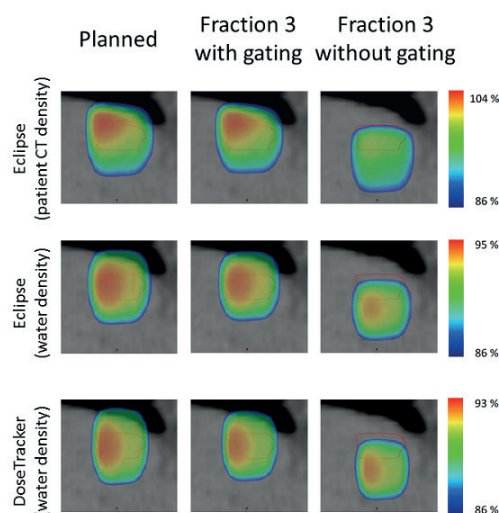 Planned
Fraction 3
with gating
Fraction 3
without gating
Eclipse
(patient CT density)
104 %
86 %
Eclipse
(water density)
95 %
86 %
DoseTracker
(water density)
93 %
86 %